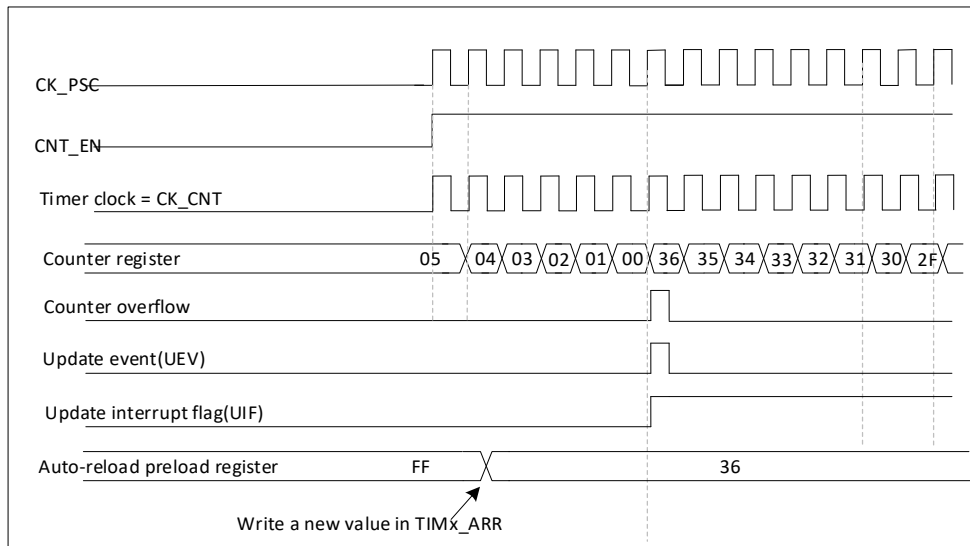 CK_PSC
CNT_EN
Timer clock = CK_CNT
Counter register 05 04 03 02 01 00 36 35 34 33 32 31 30 2F
Counter overflow
Update event(UEV)
Update interrupt flag(UIF)
Auto-reload preload register FF 36
Write a new value in TIMx_ARR